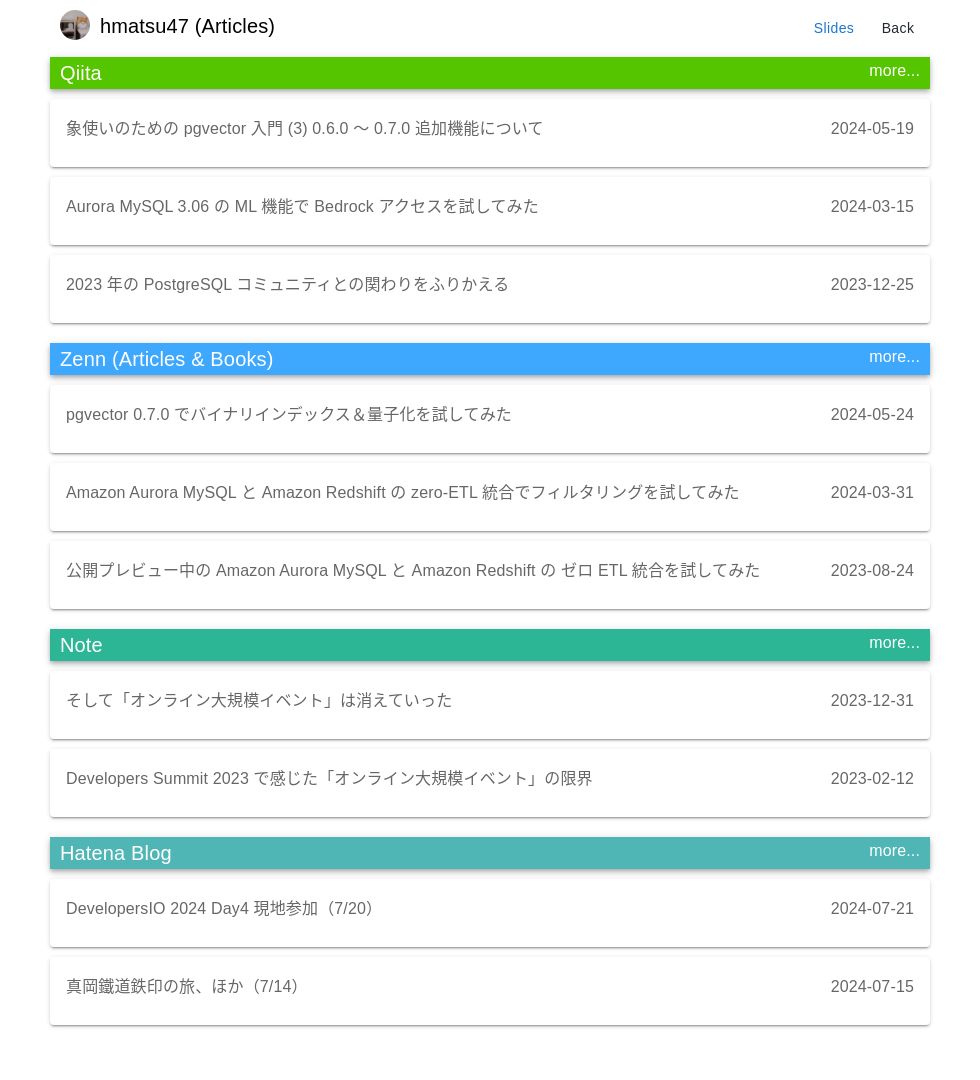 hmatsu47 (Articles)
Slides
Back
Qiita
more...
象使いのための pgvector 入門 (3) 0.6.0 〜 0.7.0 追加機能について
2024-05-19
Aurora MySQL 3.06 の ML 機能で Bedrock アクセスを試してみた
2024-03-15
2023 年の PostgreSQL コミュニティとの関わりをふりかえる
2023-12-25
Zenn (Articles & Books)
more...
pgvector 0.7.0 でバイナリインデックス＆量子化を試してみた
2024-05-24
Amazon Aurora MySQL と Amazon Redshift の zero-ETL 統合でフィルタリングを試してみた
2024-03-31
公開プレビュー中の Amazon Aurora MySQL と Amazon Redshift の ゼロ ETL 統合を試してみた
2023-08-24
Note
more...
そして「オンライン大規模イベント」は消えていった
2023-12-31
Developers Summit 2023 で感じた「オンライン大規模イベント」の限界
2023-02-12
Hatena Blog
more...
DevelopersIO 2024 Day4 現地参加（7/20）
2024-07-21
真岡鐵道鉄印の旅、ほか（7/14）
2024-07-15